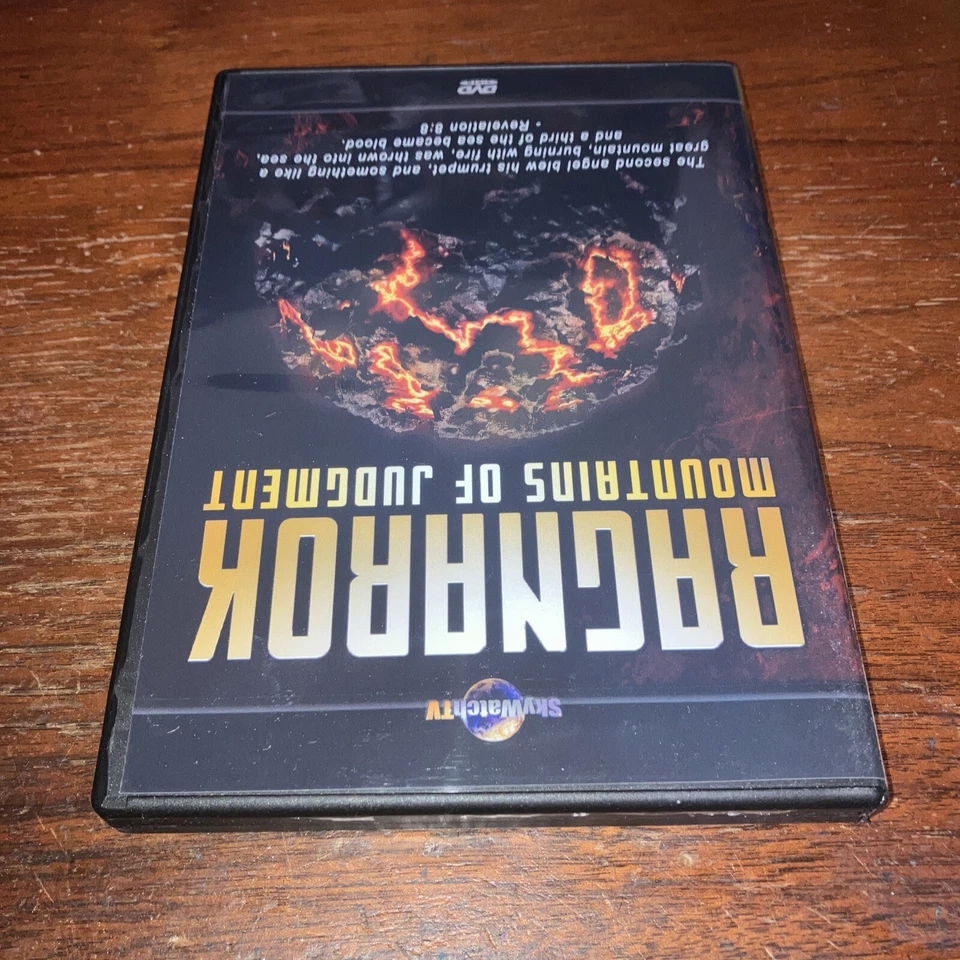 SkyWatchTV
RAGNAROK
MOUNTAINS OF JUDGMENT
"The second angel blew his trumpet, and something like a
great mountain, burning with fire, was thrown into the sea,
and a third of the sea became blood.
- Revelation 8:8
DVD
VIDEO